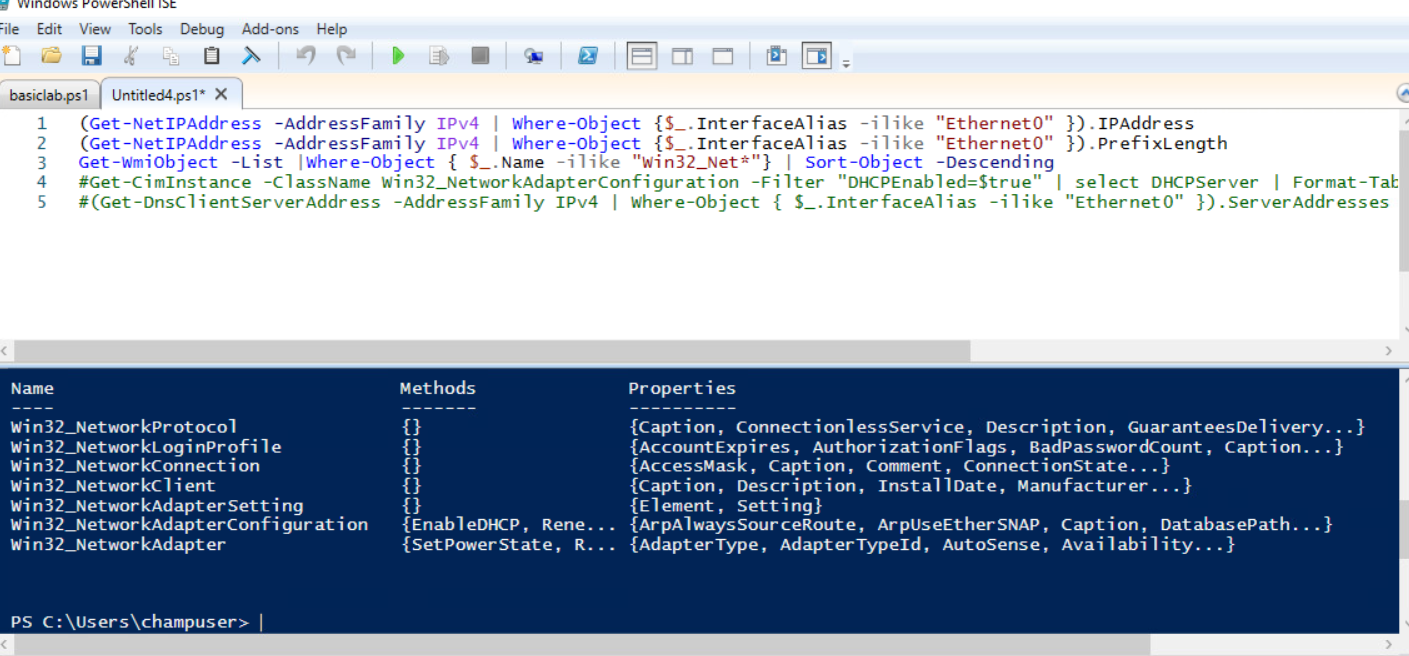 Windows PowerShell ISE
File Edit View Tools Debug Add-ons Help
basiclab.ps1 Untitled4.ps1* X
1 (Get-NetIPAddress -AddressFamily IPv4 | Where-Object {$_.InterfaceAlias -ilike "Ethernet0" }).IPAddress
2 (Get-NetIPAddress -AddressFamily IPv4 | Where-Object {$_.InterfaceAlias -ilike "Ethernet0" }).PrefixLength
3 Get-WmiObject -List |Where-Object { $_.Name -ilike "Win32_Net*"} | Sort-Object -Descending
4 #Get-CimInstance -ClassName Win32_NetworkAdapterConfiguration -Filter "DHCPEnabled=$true" | select DHCPServer | Format-Tab
5 #(Get-DnsClientServerAddress -AddressFamily IPv4 | Where-Object { $_.InterfaceAlias -ilike "Ethernet0" }).ServerAddresses
Name Methods Properties
---- ------- ----------
Win32_NetworkProtocol {} {Caption, ConnectionlessService, Description, GuaranteesDelivery...}
Win32_NetworkLoginProfile {} {AccountExpires, AuthorizationFlags, BadPasswordCount, Caption...}
Win32_NetworkConnection {} {AccessMask, Caption, Comment, ConnectionState...}
Win32_NetworkClient {} {Caption, Description, InstallDate, Manufacturer...}
Win32_NetworkAdapterSetting {} {Element, Setting}
Win32_NetworkAdapterConfiguration {EnableDHCP, Rene... {ArpAlwaysSourceRoute, ArpUseEtherSNAP, Caption, DatabasePath...}
Win32_NetworkAdapter {SetPowerState, R... {AdapterType, AdapterTypeId, AutoSense, Availability...}
PS C:\Users\champuser>